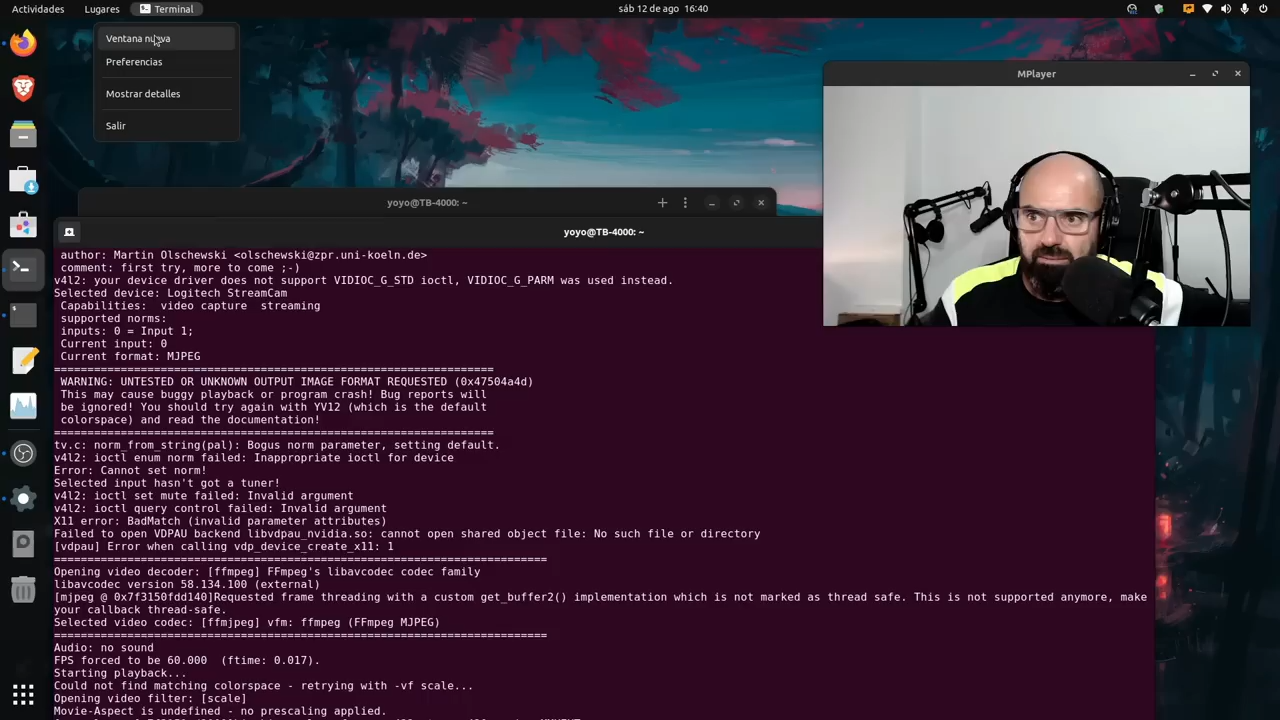 Actividades
Lugares
Terminal
sáb 12 de ago 16:40
Ventana nueva
Preferencias
Mostrar detalles
Salir
MPlayer
yoyo@TB-4000: ~
yoyo@TB-4000: ~
author: Martin Olschewski <olschewski@zpr.uni-koeln.de>
comment: first try, more to come ;-)
v4l2: your device driver does not support VIDIOC_G_STD ioctl, VIDIOC_G_PARM was used instead.
Selected device: Logitech StreamCam
Capabilities: video capture streaming
supported norms:
inputs: 0 = Input 1;
Current input: 0
Current format: MJPEG
==================================================================
WARNING: UNTESTED OR UNKNOWN OUTPUT IMAGE FORMAT REQUESTED (0x47504a4d)
This may cause buggy playback or program crash! Bug reports will
be ignored! You should try again with YV12 (which is the default
colorspace) and read the documentation!
==================================================================
tv.c: norm_from_string(pal): Bogus norm parameter, setting default.
v4l2: ioctl enum norm failed: Inappropriate ioctl for device
Error: Cannot set norm!
Selected input hasn't got a tuner!
v4l2: ioctl set mute failed: Invalid argument
v4l2: ioctl query control failed: Invalid argument
X11 error: BadMatch (invalid parameter attributes)
Failed to open VDPAU backend libvdpau_nvidia.so: cannot open shared object file: No such file or directory
[vdpau] Error when calling vdp_device_create_x11: 1
==========================================================================
Opening video decoder: [ffmpeg] FFmpeg's libavcodec codec family
libavcodec version 58.134.100 (external)
[mjpeg @ 0x7f3150fdd140]Requested frame threading with a custom get_buffer2() implementation which is not marked as thread safe. This is not supported anymore, make
your callback thread-safe.
Selected video codec: [ffmjpeg] vfm: ffmpeg (FFmpeg MJPEG)
==========================================================================
Audio: no sound
FPS forced to be 60.000 (ftime: 0.017).
Starting playback...
Could not find matching colorspace - retrying with -vf scale...
Opening video filter: [scale]
Movie-Aspect is undefined - no prescaling applied.